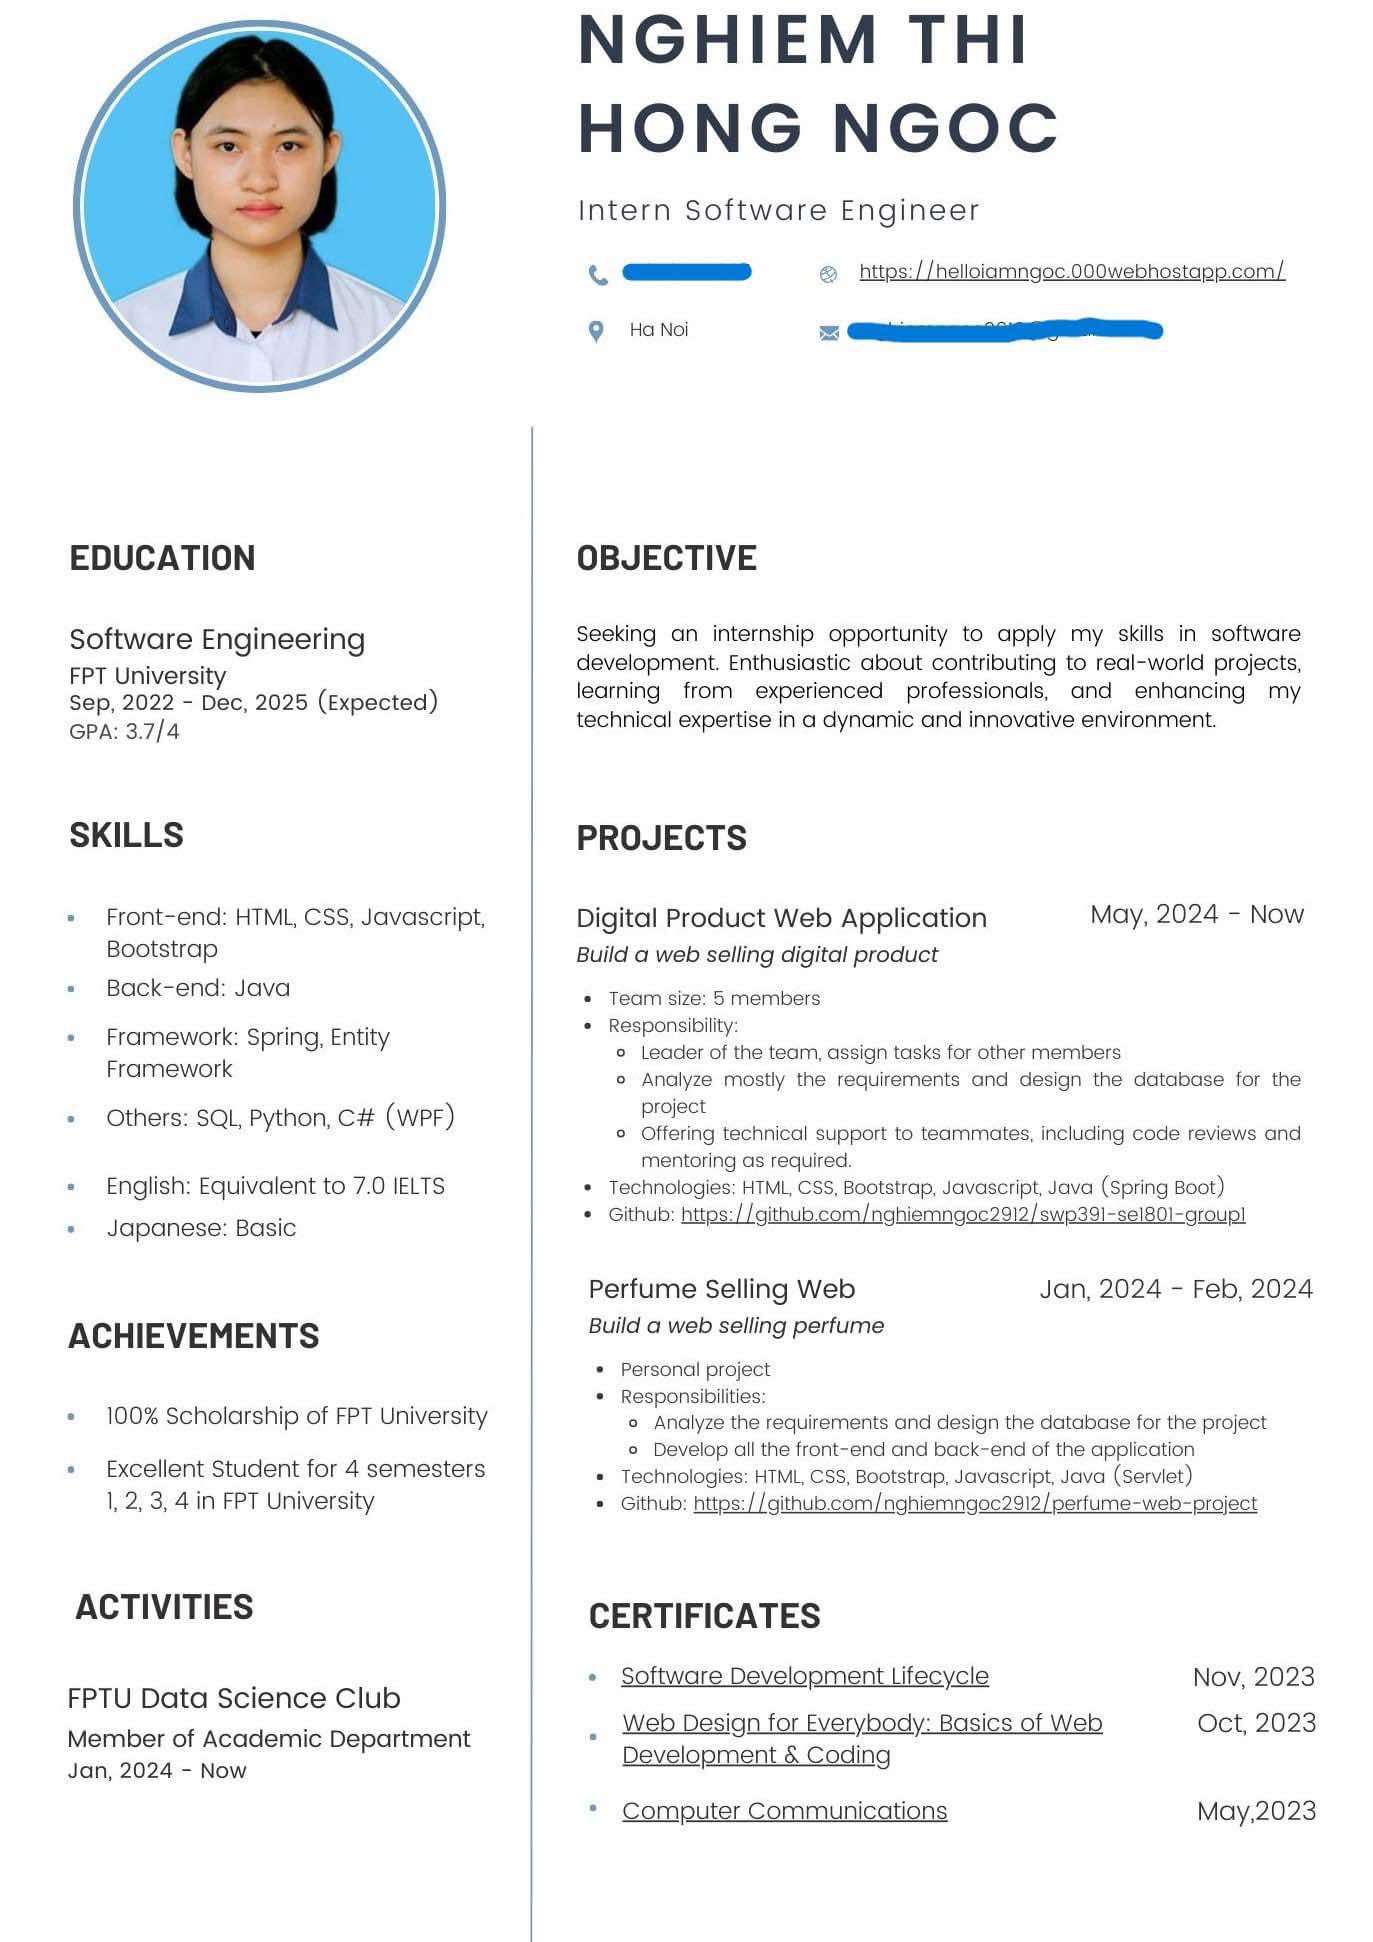 NGHIEM THI
HONG NGOC
Intern Software Engineer
https://helloiamngoc.000webhostapp.com/
Ha Noi
EDUCATION
Software Engineering
FPT University
Sep, 2022 - Dec, 2025 (Expected)
GPA: 3.7/4
SKILLS
Front-end: HTML, CSS, Javascript,
Bootstrap
Back-end: Java
Framework: Spring, Entity
Framework
Others: SQL, Python, C# (WPF)
English: Equivalent to 7.0 IELTS
Japanese: Basic
ACHIEVEMENTS
100% Scholarship of FPT University
Excellent Student for 4 semesters
1, 2, 3, 4 in FPT University
ACTIVITIES
FPTU Data Science Club
Member of Academic Department
Jan, 2024 - Now
OBJECTIVE
Seeking an internship opportunity to apply my skills in software
development. Enthusiastic about contributing to real-world projects,
learning from experienced professionals, and enhancing my
technical expertise in a dynamic and innovative environment.
PROJECTS
Digital Product Web Application May, 2024 - Now
Build a web selling digital product
Team size: 5 members
Responsibility:
Leader of the team, assign tasks for other members
Analyze mostly the requirements and design the database for the
project
Offering technical support to teammates, including code reviews and
mentoring as required.
Technologies: HTML, CSS, Bootstrap, Javascript, Java (Spring Boot)
Github: https://github.com/nghiemngoc2912/swp391-se1801-group1
Perfume Selling Web Jan, 2024 - Feb, 2024
Build a web selling perfume
Personal project
Responsibilities:
Analyze the requirements and design the database for the project
Develop all the front-end and back-end of the application
Technologies: HTML, CSS, Bootstrap, Javascript, Java (Servlet)
Github: https://github.com/nghiemngoc2912/perfume-web-project
CERTIFICATES
Software Development Lifecycle Nov, 2023
Web Design for Everybody: Basics of Web Oct, 2023
Development & Coding
Computer Communications May,2023